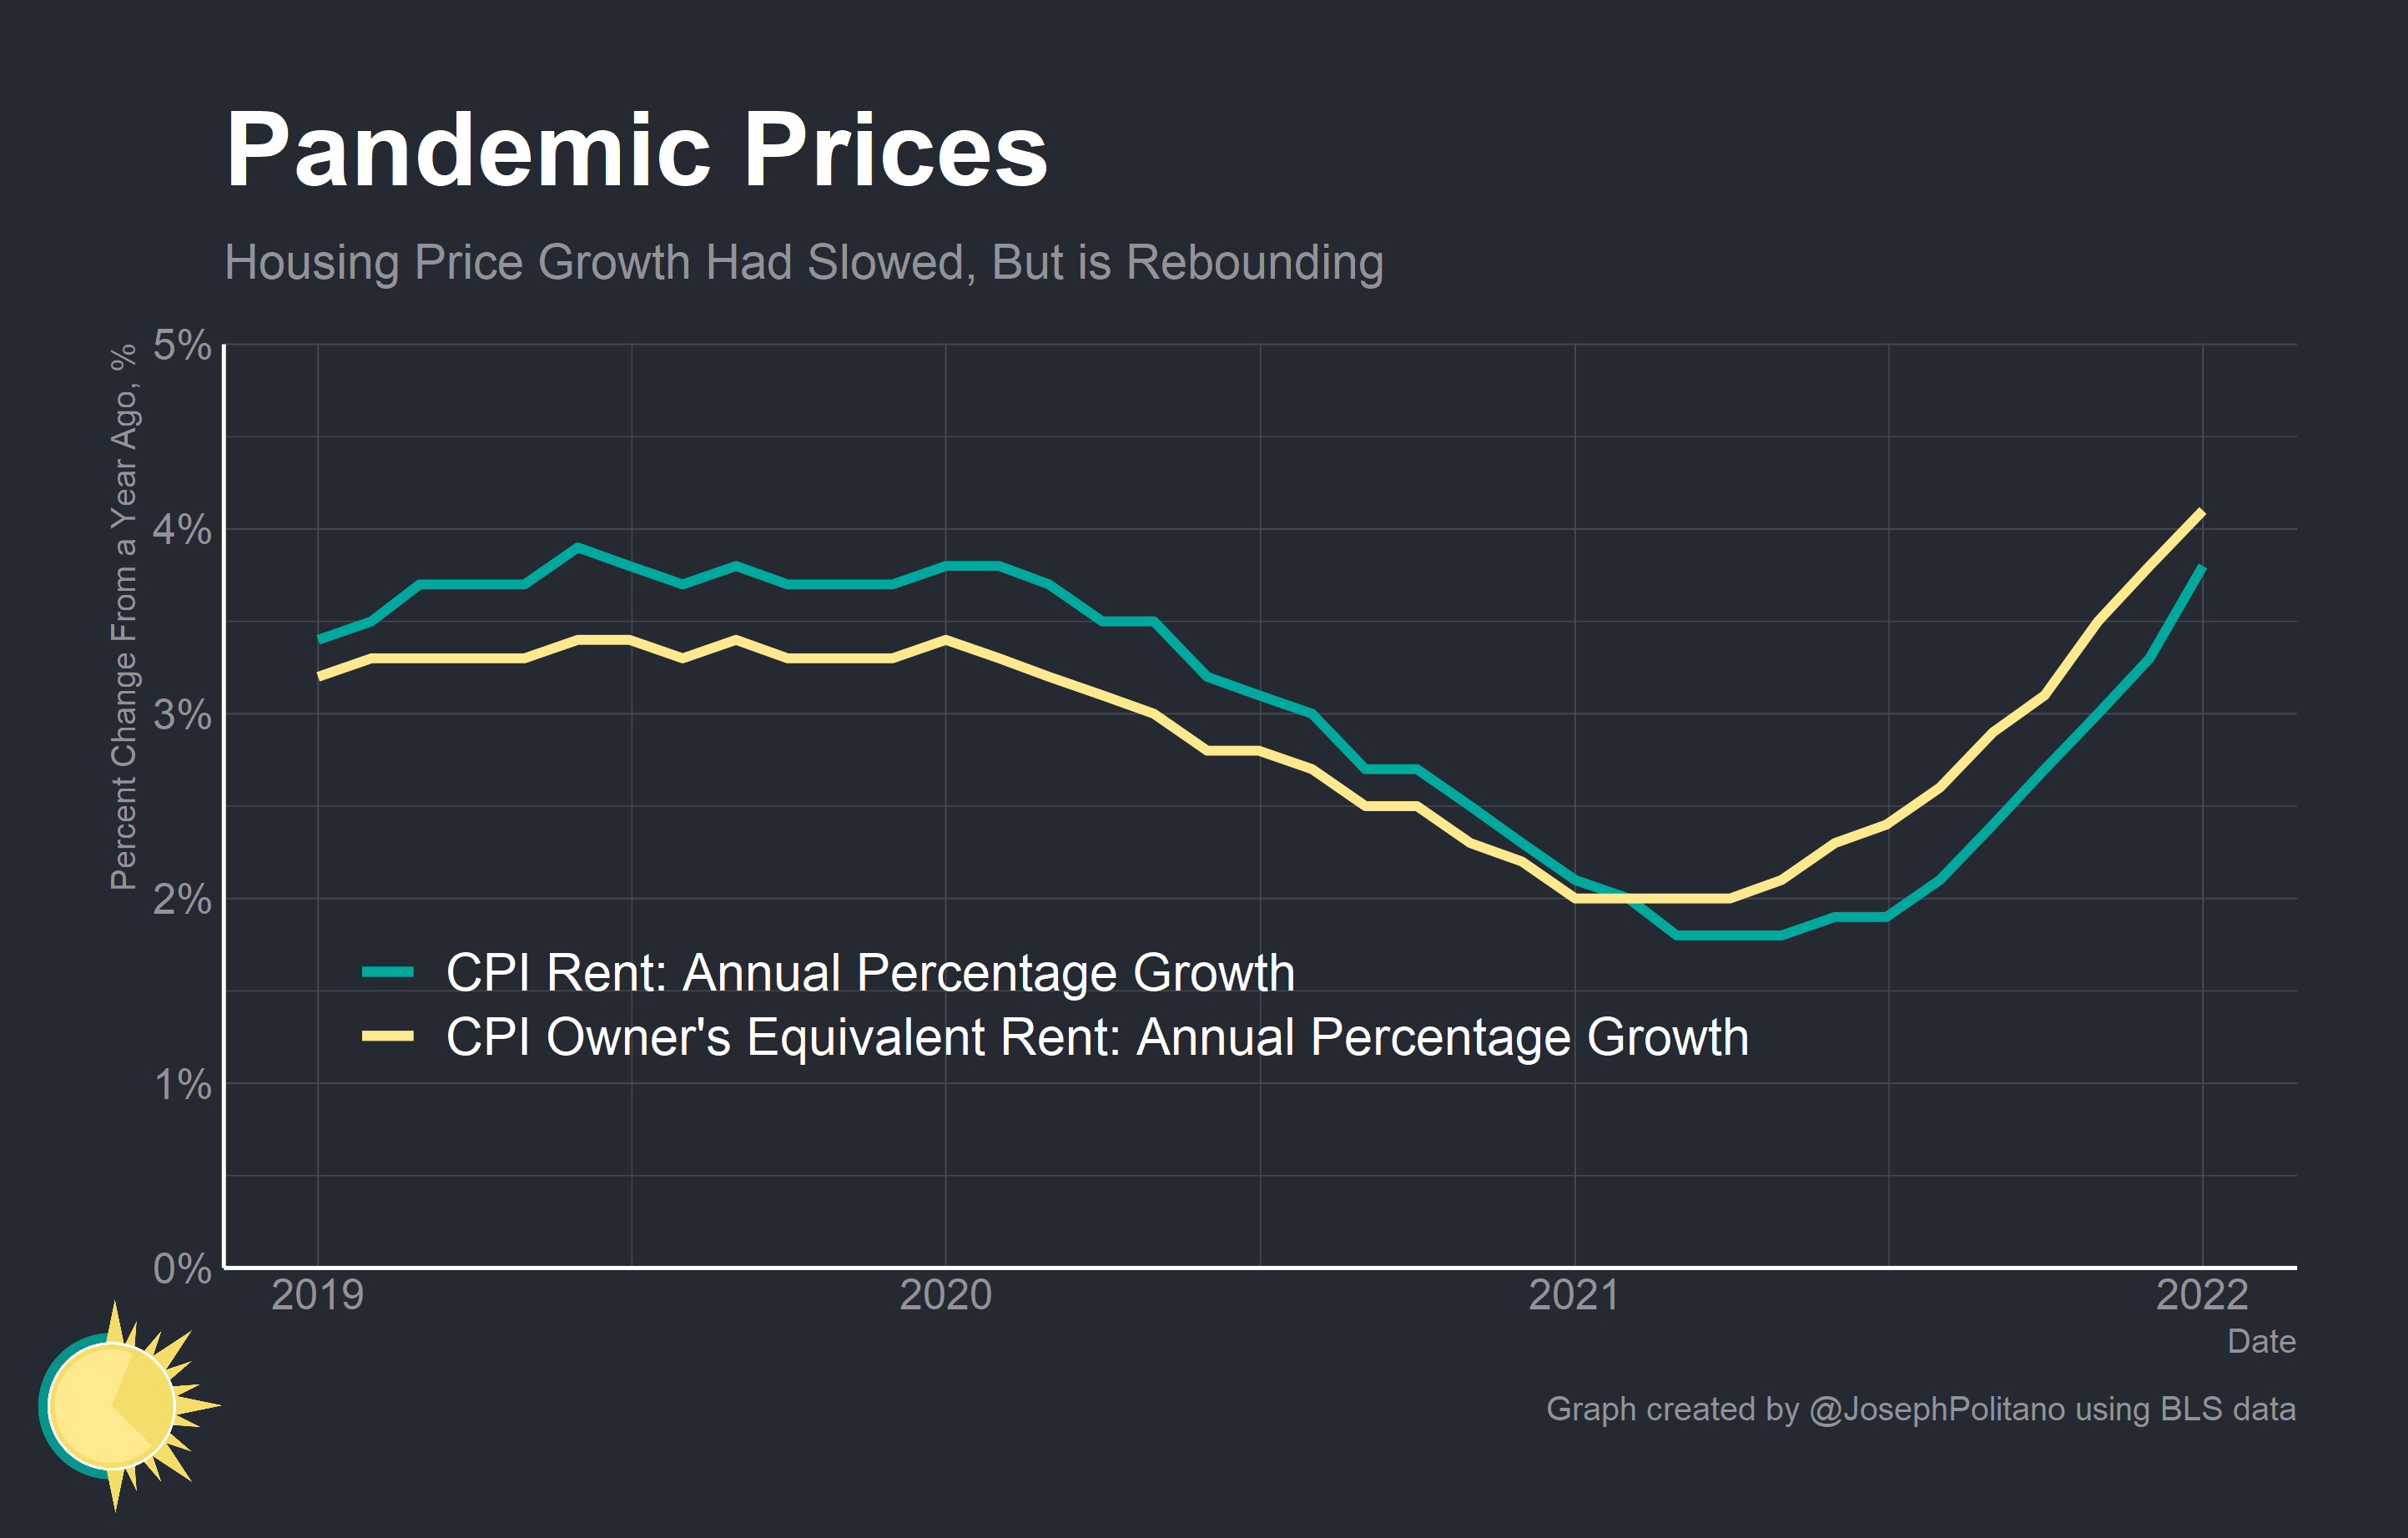 Pandemic Prices
Housing Price Growth Had Slowed, But is Rebounding
Percent Change From a Year Ago, %
5%
4%
3%
2%
1%
0%
CPI Rent: Annual Percentage Growth
CPI Owner's Equivalent Rent: Annual Percentage Growth
2019 2020 2021 2022
Date
Graph created by @JosephPolitano using BLS data